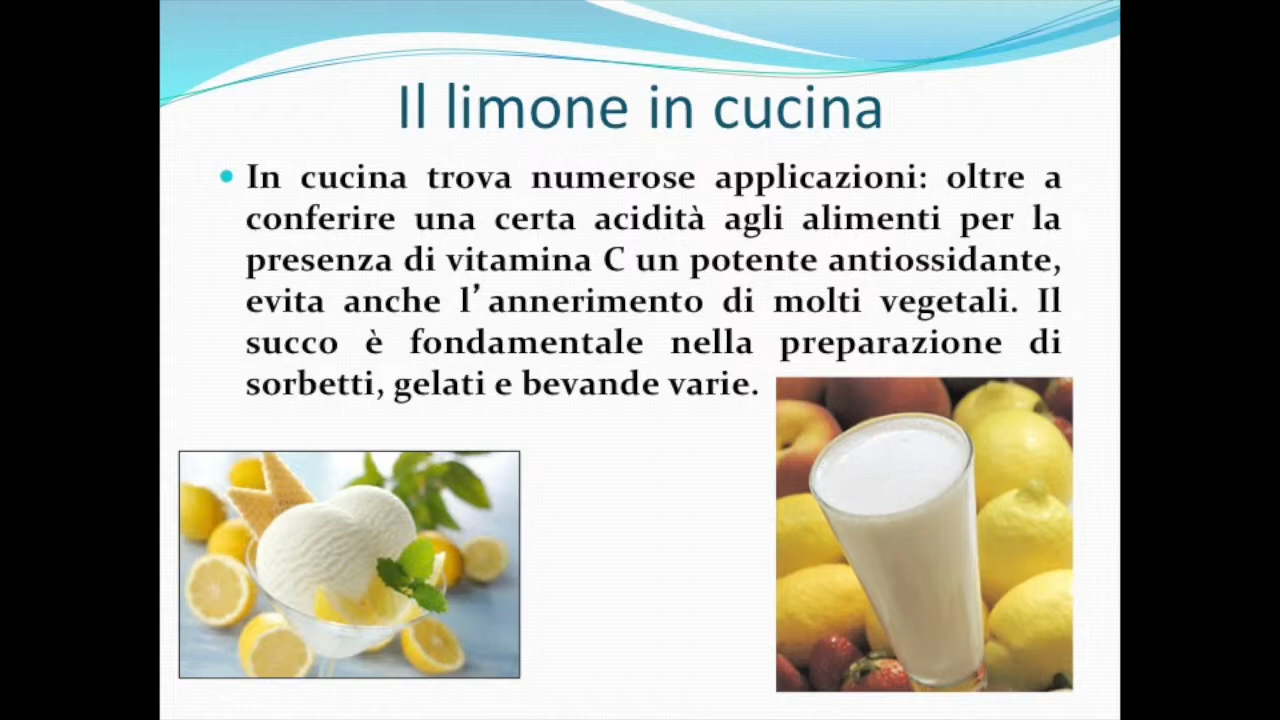 Il limone in cucina
• In cucina trova numerose applicazioni: oltre a
conferire una certa acidità agli alimenti per la
presenza di vitamina C un potente antiossidante,
evita anche l’annerimento di molti vegetali. Il
succo è fondamentale nella preparazione di
sorbetti, gelati e bevande varie.